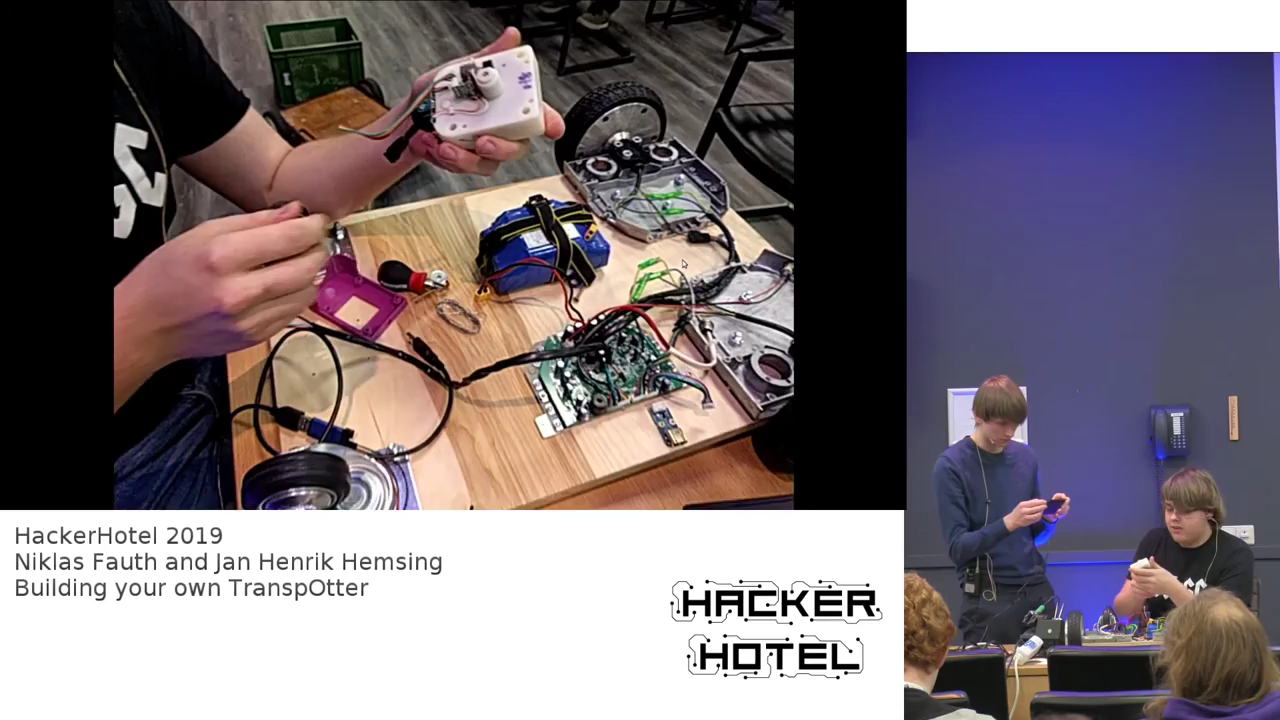 HackerHotel 2019
Niklas Fauth and Jan Henrik Hemsing
Building your own TranspOtter
HACKER
HOTEL